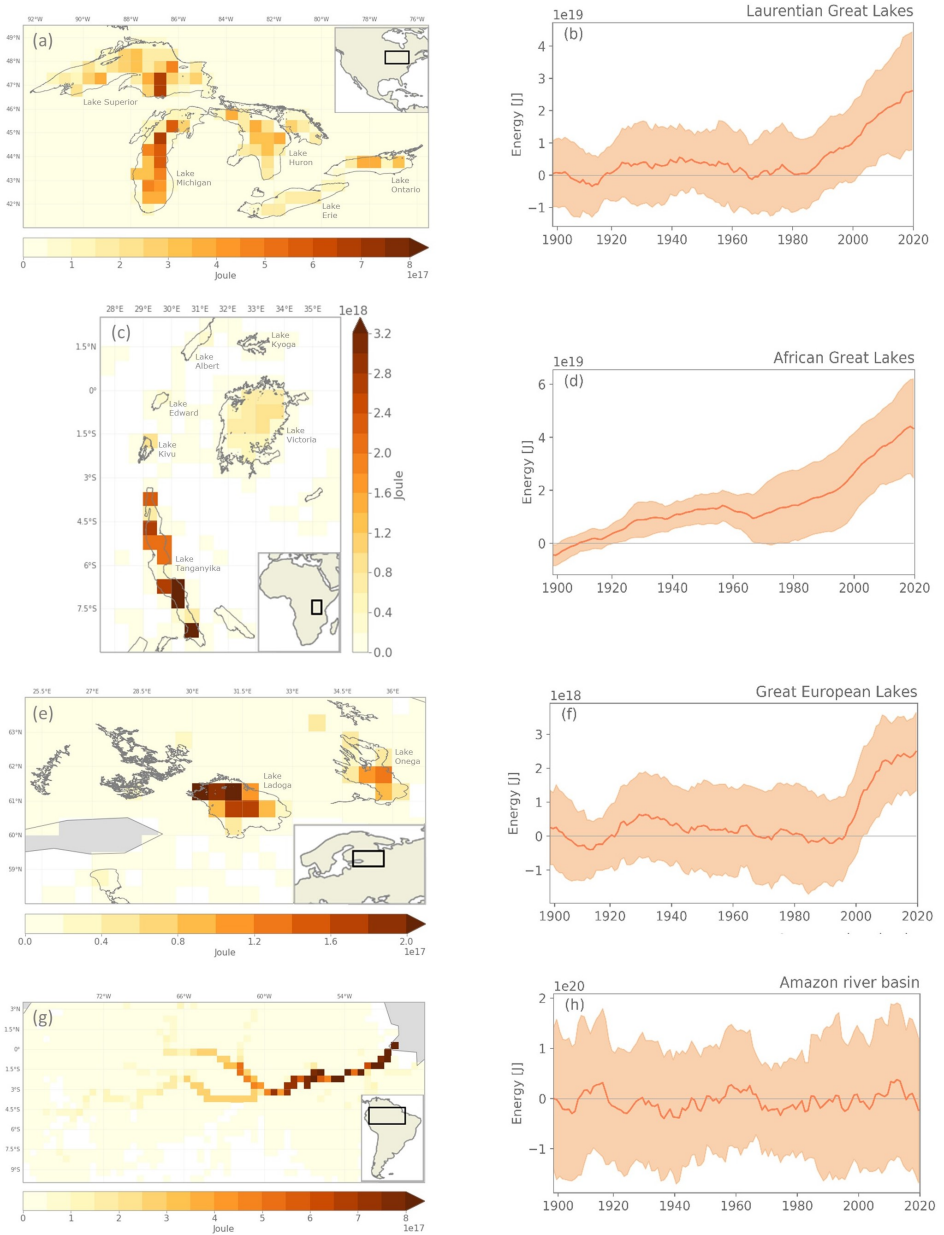 92°W 90°W 88°W 86°W 84°W 82°W 80°W 78°W 76°W
49°N
48°N
47°N
46°N
45°N
44°N
43°N
42°N
(a)
Lake Superior
Lake
Michigan
Lake
Huron
Lake
Ontario
Lake
Erie
0 1 2 3 4 5 6 7 8
Joule
1e17
Laurentian Great Lakes
1e19
(b)
Energy [J]
4
3
2
1
0
−1
1900 1920 1940 1960 1980 2000 2020
28°E 29°E 30°E 31°E 32°E 33°E 34°E 35°E
1e18
(c)
1.5°N
0°
1.5°S
3°S
4.5°S
6°S
7.5°S
Lake
Albert
Lake
Kyoga
Lake
Edward
Lake
Victoria
Lake
Kivu
Lake
Tanganyika
3.2
2.8
2.4
2.0
1.6
1.2
0.8
0.4
0.0
Joule
African Great Lakes
1e19
(d)
Energy [J]
6
4
2
0
1900 1920 1940 1960 1980 2000 2020
25.5°E 27°E 28.5°E 30°E 31.5°E 33°E 34.5°E 36°E
(e)
63°N
62°N
61°N
60°N
59°N
Lake
Ladoga
Lake
Onega
0.0 0.4 0.8 1.2 1.6 2.0
Joule
1e17
Great European Lakes
1e18
(f)
Energy [J]
3
2
1
0
−1
1900 1920 1940 1960 1980 2000 2020
72°W 66°W 60°W 54°W
(g)
3°N
1.5°N
0°
1.5°S
3°S
4.5°S
6°S
7.5°S
9°S
0 1 2 3 4 5 6 7 8
Joule
1e17
Amazon river basin
1e20
(h)
Energy [J]
2
1
0
−1
1900 1920 1940 1960 1980 2000 2020